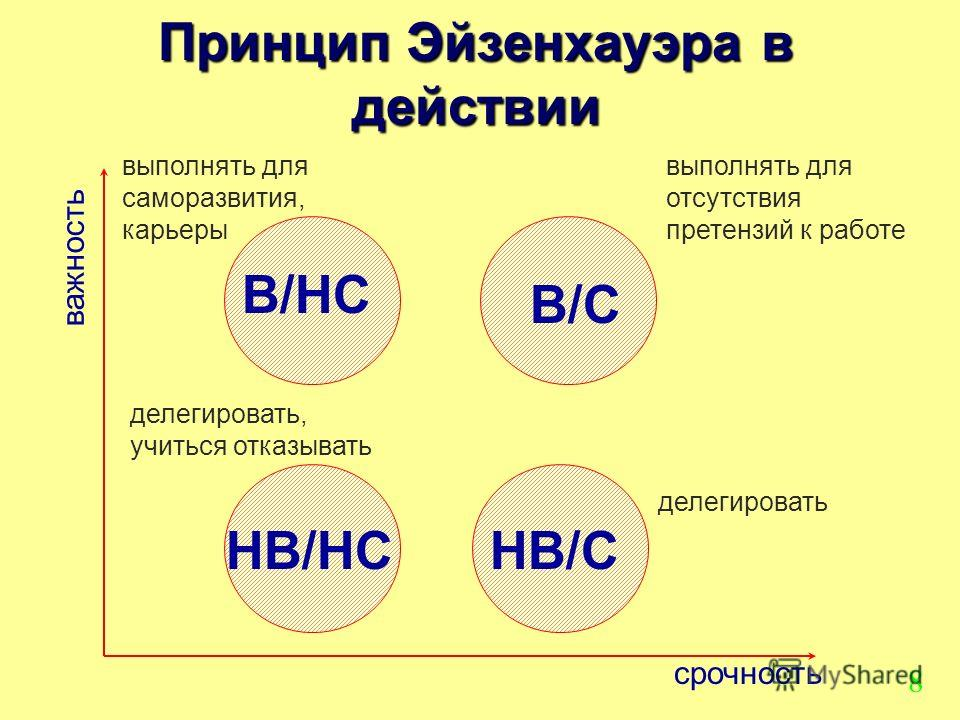 Принцип Эйзенхауэра в
действии
выполнять для
саморазвития,
карьеры
выполнять для
отсутствия
претензий к работе
важность
В/НС
В/С
делегировать,
учиться отказывать
делегировать
НВ/НС
НВ/С
срочность
MyShared
8